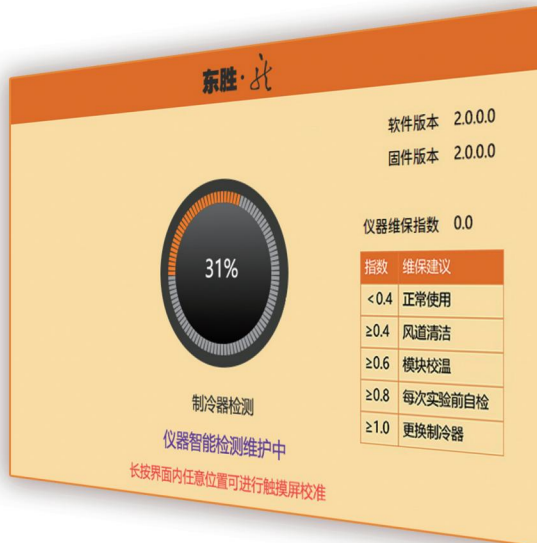 东胜·龙
软件版本 2.0.0.0
固件版本 2.0.0.0
仪器维保指数 0.0
指数 维保建议
<0.4 正常使用
≥0.4 风道清洁
≥0.6 模块校温
≥0.8 每次实验前自检
≥1.0 更换制冷器
31%
制冷器检测
仪器智能检测维护中
长按界面内任意位置可进行触摸屏校准